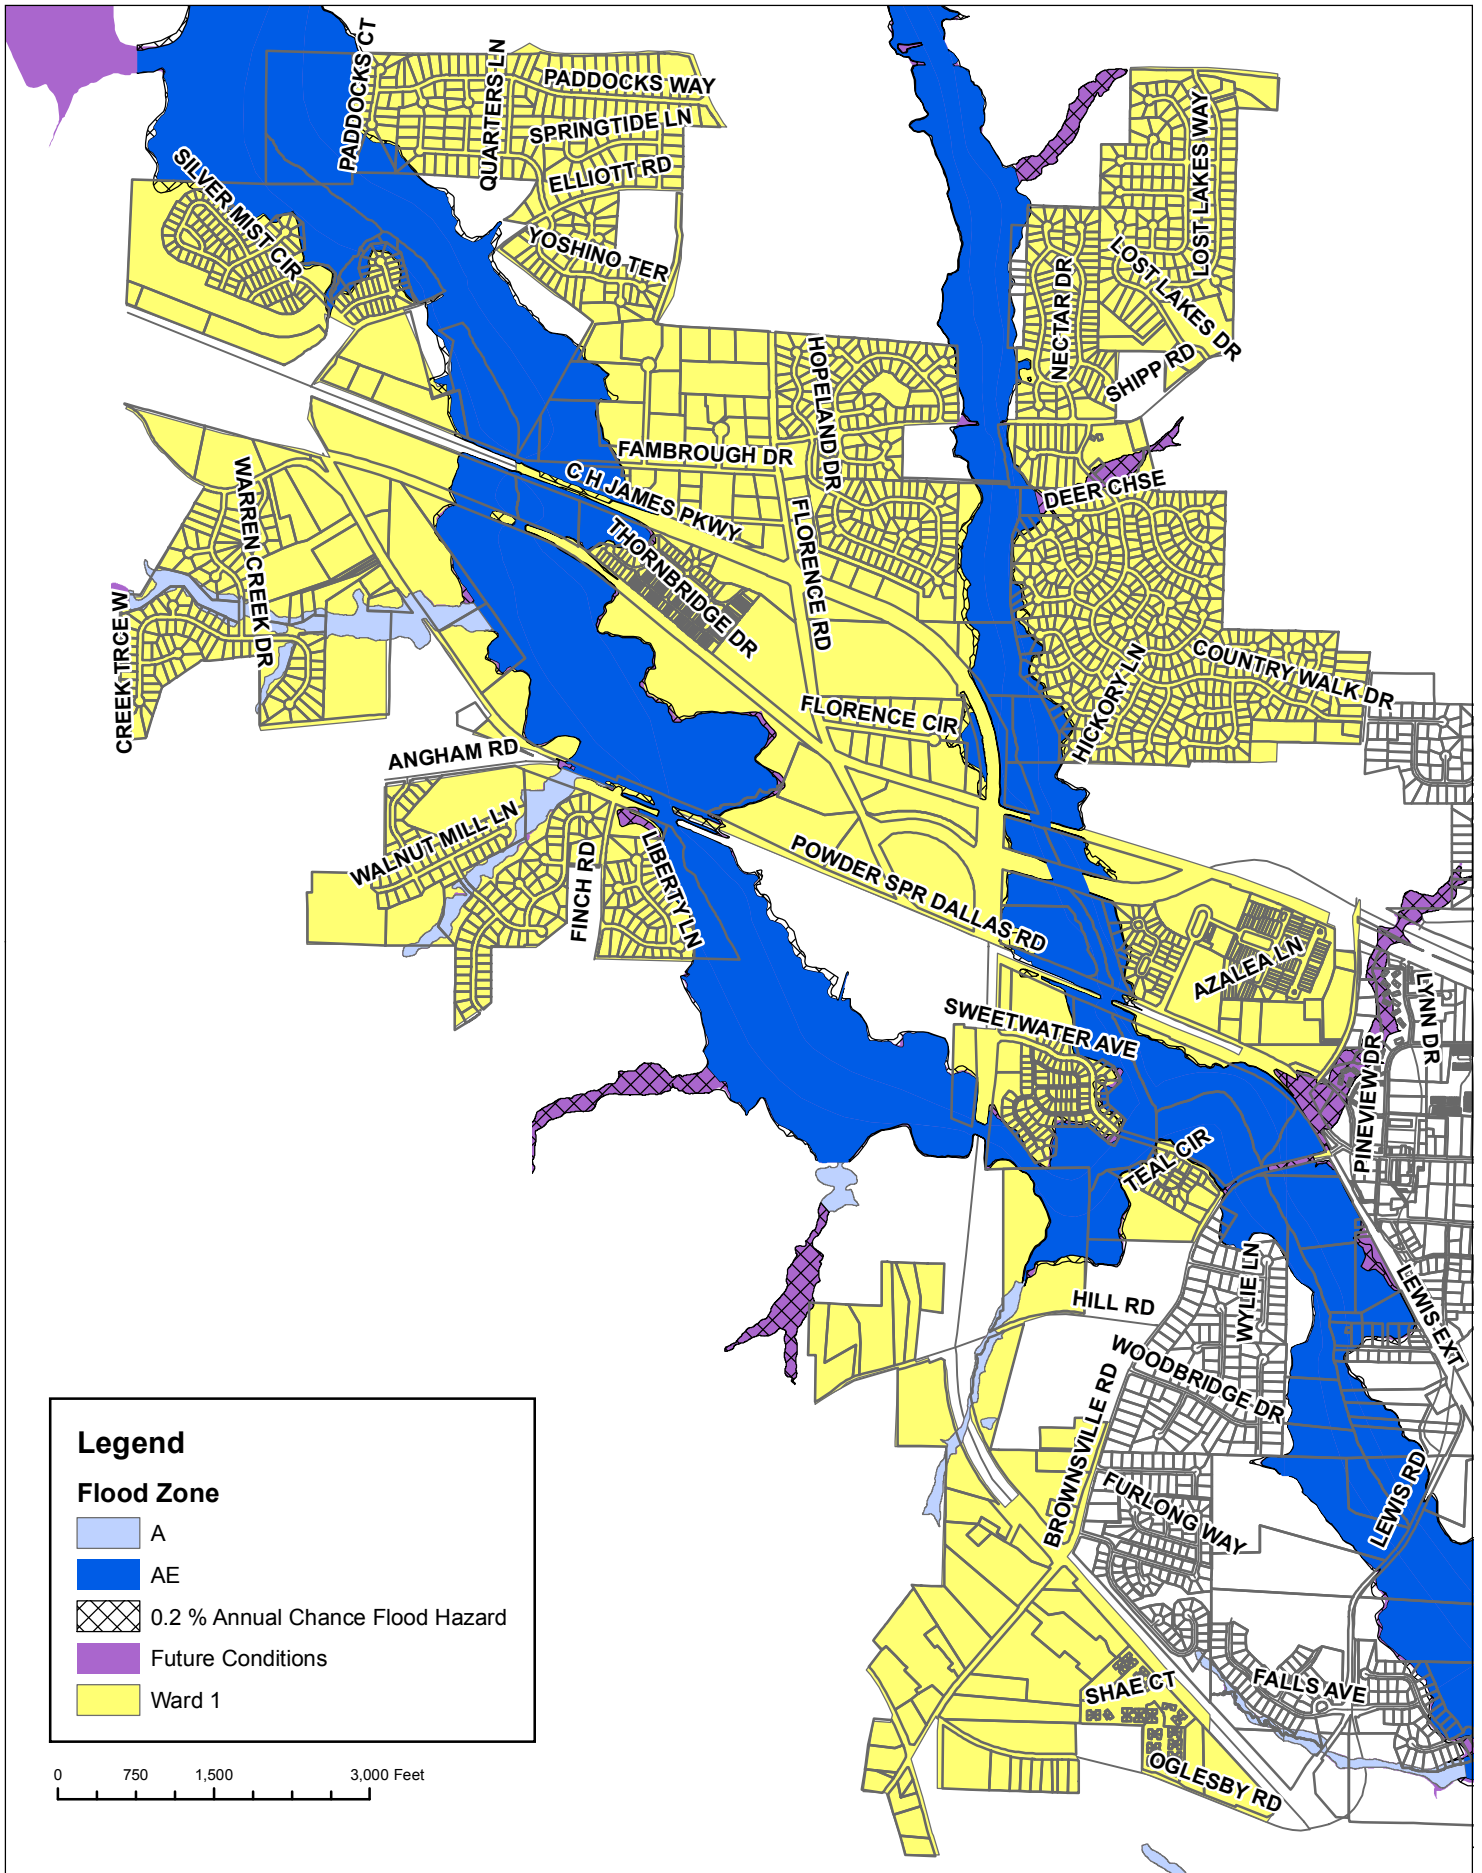 PADDOCKS CT
QUARTERS LN
PADDOCKS WAY
SPRINGTIDE LN
ELLIOTT RD
SILVER MIST CIR
YOSHINO TER
LOST LAKES WAY
LOST LAKES DR
NECTAR DR
SHIPP RD
HOPELAND DR
FAMBROUGH DR
C H JAMES PKWY
DEER CHSE
WARREN CREEK DR
THORNBRIDGE DR
FLORENCE RD
CREEK TRCE W
HICKORY LN
COUNTRY WALK DR
FLORENCE CIR
ANGHAM RD
WALNUT MILL LN
FINCH RD
LIBERTY LN
POWDER SPR DALLAS RD
AZALEA LN
SWEETWATER AVE
LYNN DR
PINEVIEW DR
TEAL CIR
WYLIE LN
HILL RD
LEWIS EXT
WOODBRIDGE DR
BROWNSVILLE RD
FURLONG WAY
LEWIS RD
SHAE CT
FALLS AVE
OGLESBY RD
Legend
Flood Zone
A
AE
0.2 % Annual Chance Flood Hazard
Future Conditions
Ward 1
0 750 1,500 3,000 Feet